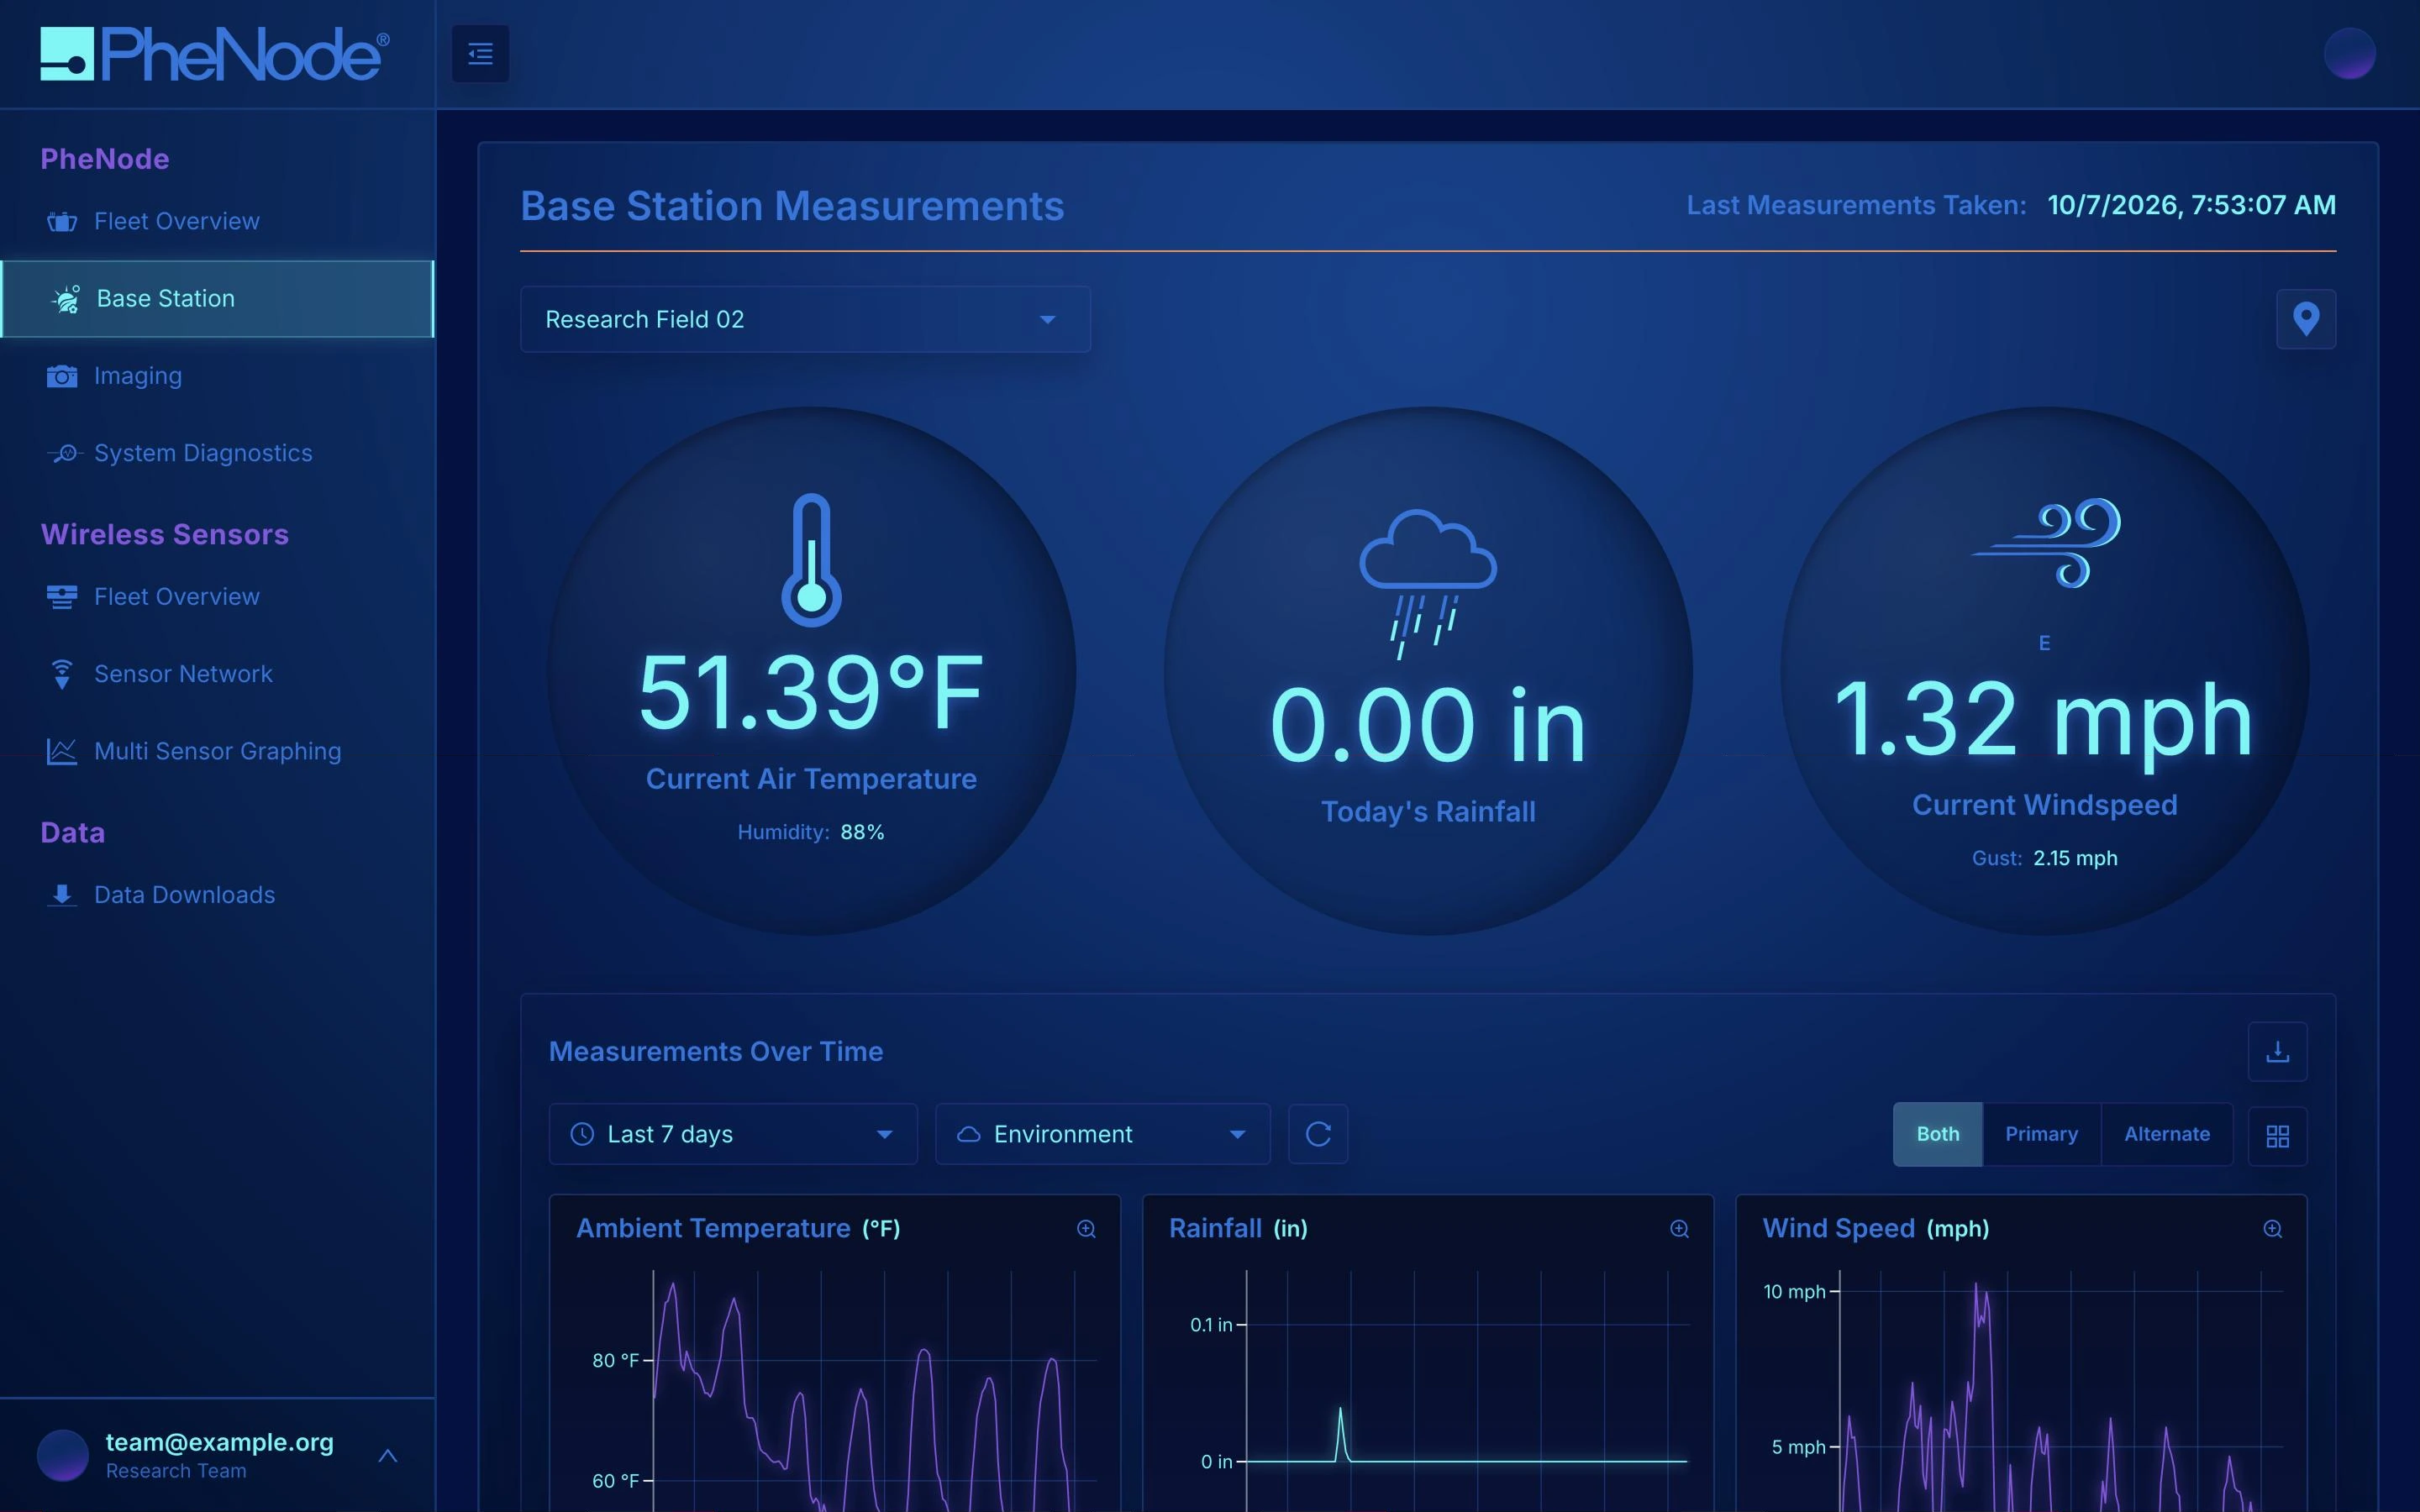 PheNode®
PheNode
Fleet Overview
Base Station
Imaging
System Diagnostics
Wireless Sensors
Fleet Overview
Sensor Network
Multi Sensor Graphing
Data
Data Downloads
team@example.org
Research Team
Base Station Measurements
Last Measurements Taken: 10/7/2026, 7:53:07 AM
Research Field 02
51.39°F
Current Air Temperature
Humidity: 88%
0.00 in
Today's Rainfall
E
1.32 mph
Current Windspeed
Gust: 2.15 mph
Measurements Over Time
Last 7 days
Environment
Both
Primary
Alternate
Ambient Temperature (°F)
80 °F
60 °F
Rainfall (in)
0.1 in
0 in
Wind Speed (mph)
10 mph
5 mph